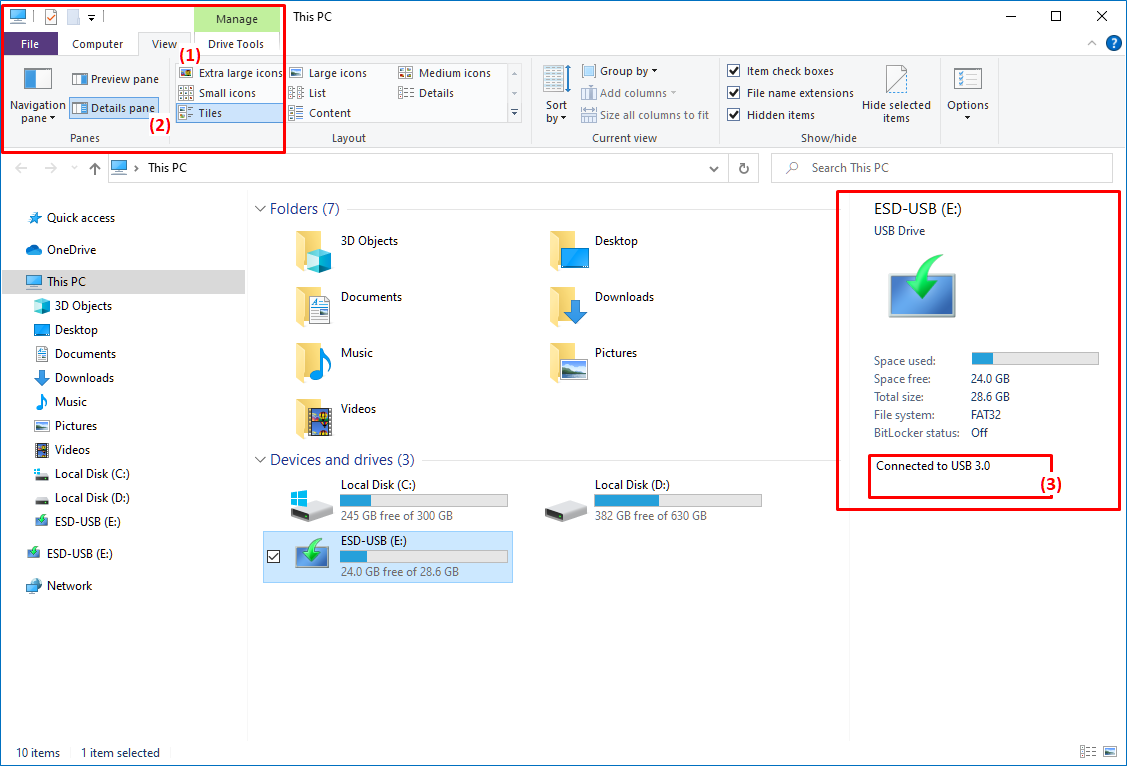 Manage
This PC
File
Computer
View
Drive Tools
(1)
?
Navigation pane
Preview pane
Details pane
(2)
Panes
Extra large icons
Large icons
Medium icons
Small icons
List
Details
Tiles
Content
Layout
Sort by
Group by
Add columns
Size all columns to fit
Current view
Item check boxes
File name extensions
Hidden items
Hide selected items
Show/hide
Options
This PC
Search This PC
Quick access
OneDrive
This PC
3D Objects
Desktop
Documents
Downloads
Music
Pictures
Videos
Local Disk (C:)
Local Disk (D:)
ESD-USB (E:)
ESD-USB (E:)
Network
Folders (7)
3D Objects
Desktop
Documents
Downloads
Music
Pictures
Videos
Devices and drives (3)
Local Disk (C:)
245 GB free of 300 GB
Local Disk (D:)
382 GB free of 630 GB
ESD-USB (E:)
24.0 GB free of 28.6 GB
ESD-USB (E:)
USB Drive
Space used:
Space free: 24.0 GB
Total size: 28.6 GB
File system: FAT32
BitLocker status: Off
Connected to USB 3.0
(3)
10 items
1 item selected